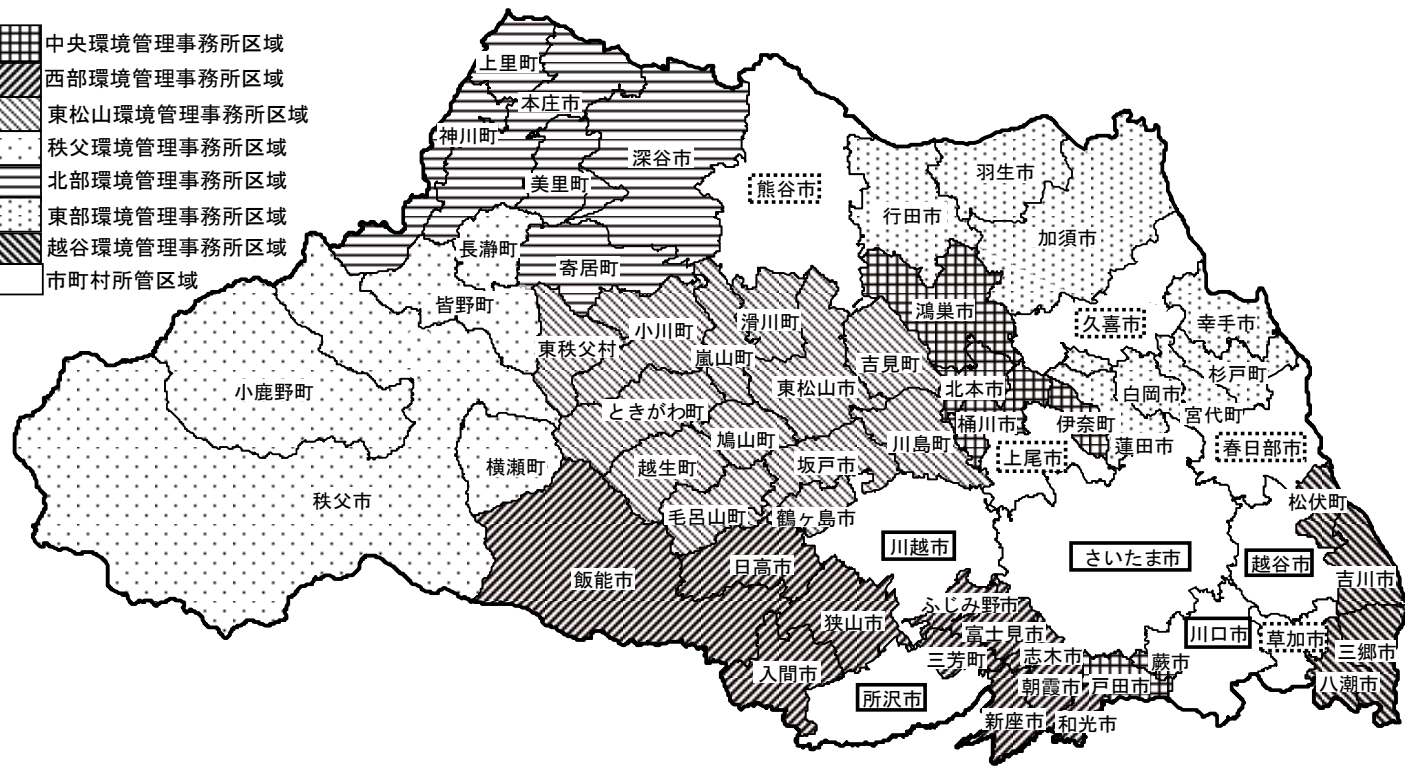 中央環境管理事務所区域
西部環境管理事務所区域
東松山環境管理事務所区域
秩父環境管理事務所区域
北部環境管理事務所区域
東部環境管理事務所区域
越谷環境管理事務所区域
市町村所管区域
上里町
本庄市
神川町
深谷市
美里町
熊谷市
羽生市
行田市
加須市
長瀞町
寄居町
皆野町
鴻巣市
久喜市
幸手市
小川町
滑川町
東秩父村
嵐山町
吉見町
杉戸町
小鹿野町
東松山市
北本市
白岡市
ときがわ町
宮代町
桶川市
伊奈町
鳩山町
川島町
蓮田市
春日部市
上尾市
横瀬町
越生町
坂戸市
秩父市
松伏町
毛呂山町
鶴ヶ島市
川越市
さいたま市
越谷市
日高市
飯能市
吉川市
ふじみ野市
狭山市
富士見市
川口市
草加市
三芳町
志木市
蕨市
三郷市
入間市
朝霞市
戸田市
八潮市
所沢市
新座市
和光市